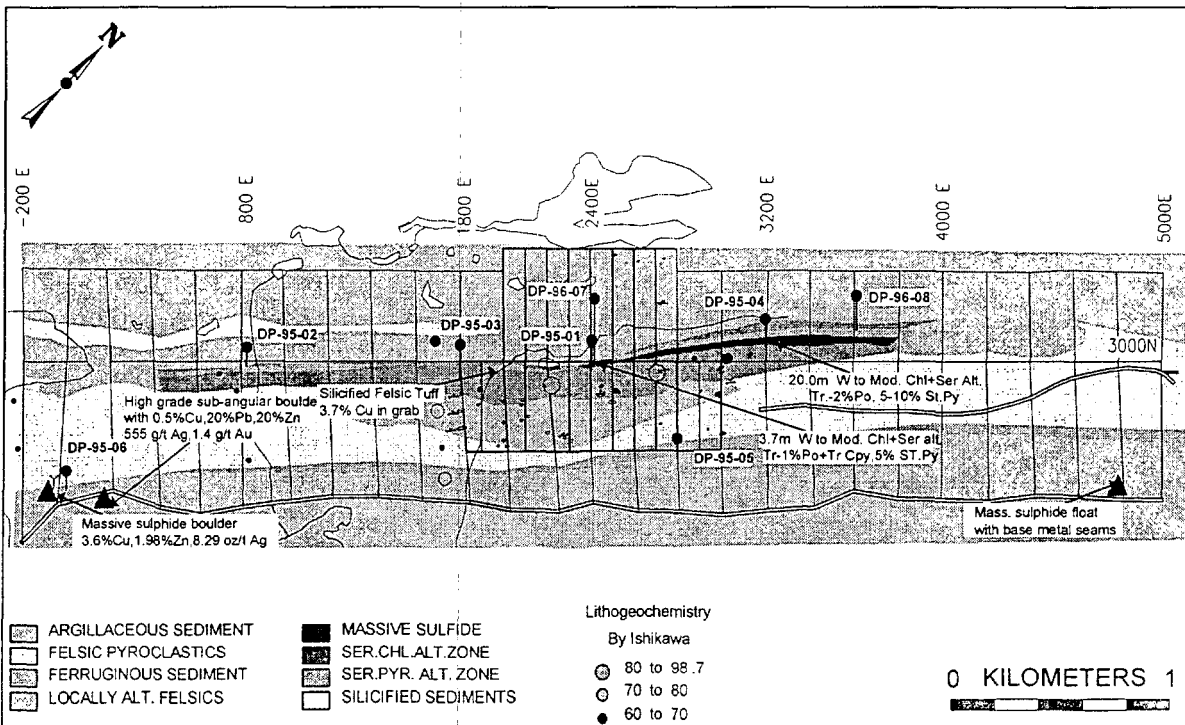 N
-200 E
800 E
1800 E
2400E
3200 E
4000 E
5000E
DP-96-07
DP-95-04
DP-96-08
DP-95-02
DP-95-03
DP-95-01
3000N
Silicified Felsic Tuff
3.7% Cu in grab
20.0m W to Mod. Chl+Ser Alt.
Tr.-2%Po, 5-10% St.Py
High grade sub-angular boulde
with 0.5%Cu,20%Pb,20%Zn
555 g/t Ag,1.4 g/t Au
3.7m W to Mod. Chl+Ser alt.
Tr-1%Po+Tr Cpy,5% ST.Py
DP-95-06
DP-95-05
Massive sulphide boulder
3.6%Cu,1.98%Zn,8.29 oz/t Ag
Mass. sulphide float
with base metal seams
ARGILLACEOUS SEDIMENT
FELSIC PYROCLASTICS
FERRUGINOUS SEDIMENT
LOCALLY ALT. FELSICS
MASSIVE SULFIDE
SER.CHL.ALT.ZONE
SER.PYR. ALT. ZONE
SILICIFIED SEDIMENTS
Lithogeochemistry
By Ishikawa
80 to 98.7
70 to 80
60 to 70
0 KILOMETERS 1